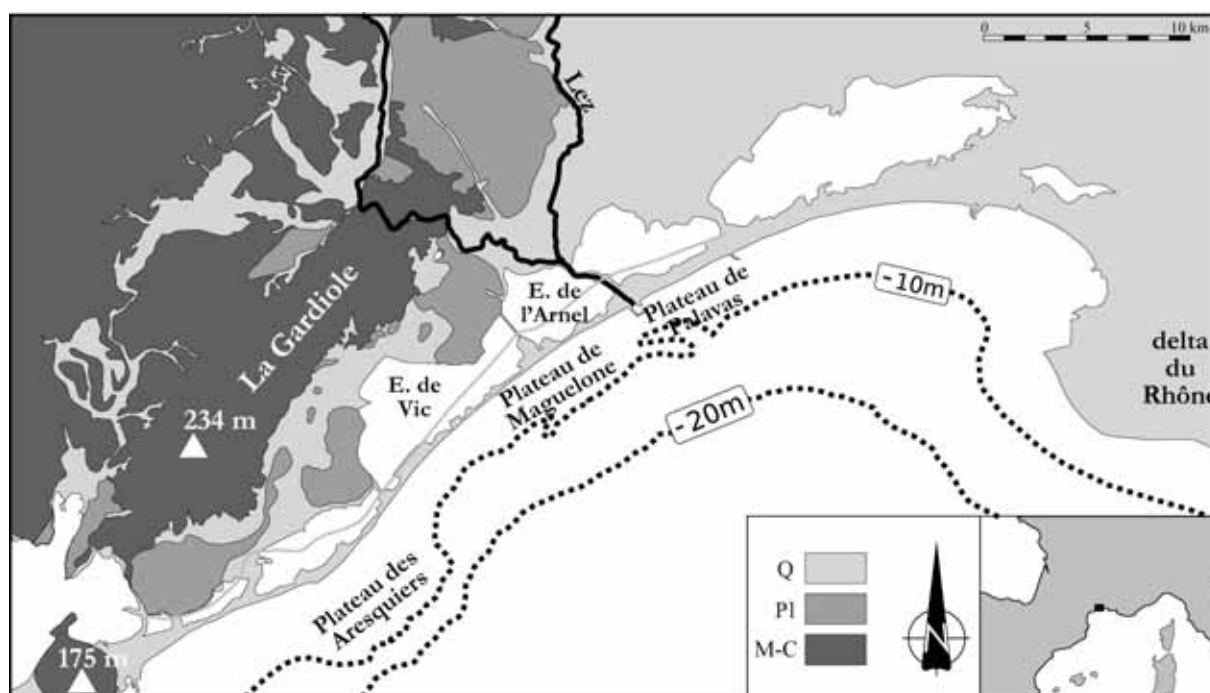 0 5 10 km
Lez
La Gardiole
E. de
l'Arnel
Plateau de
Palavas
-10m
delta
du
Rhône
E. de
Vic
Plateau de
Maguelone
-20m
234 m
Plateau des
Aresquiers
175 m
Q
Pl
M-C
N